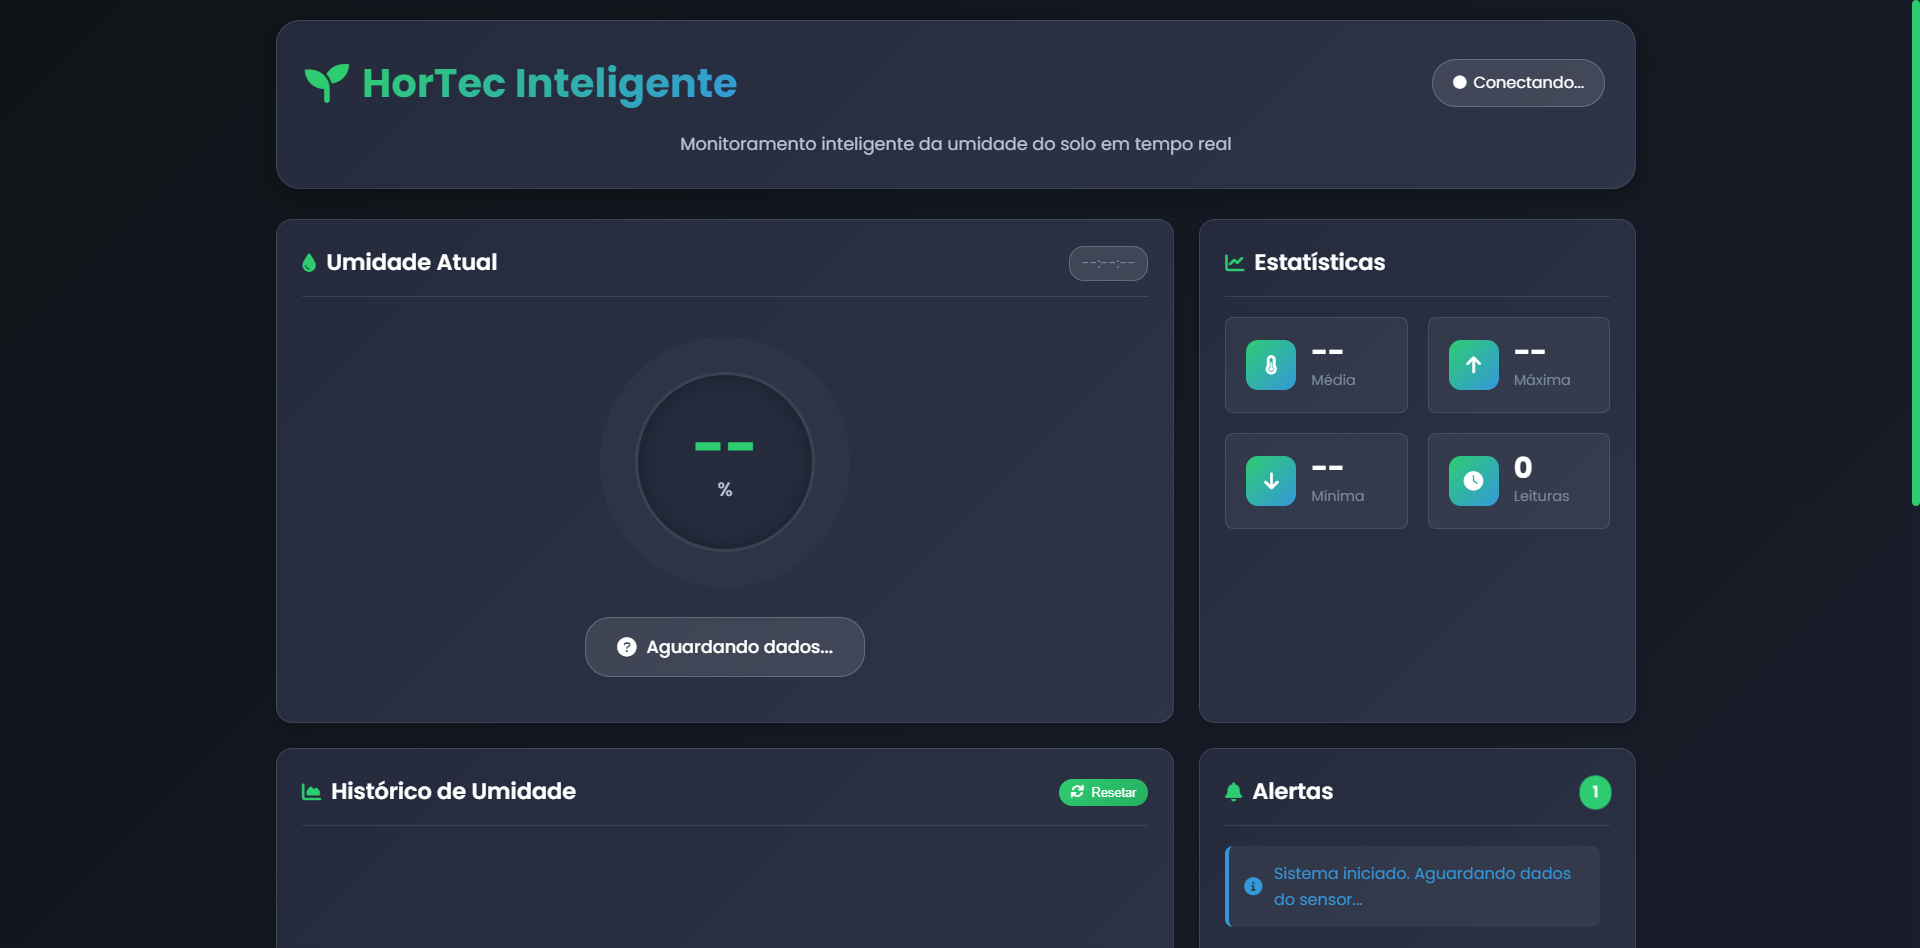 HorTec Inteligente
Conectando...
Monitoramento inteligente da umidade do solo em tempo real
Umidade Atual
--:--:--
Estatísticas
--
Média
--
Máxima
--
%
--
Mínima
0
Leituras
Aguardando dados...
Histórico de Umidade
Resetar
Alertas
1
Sistema iniciado. Aguardando dados
do sensor...